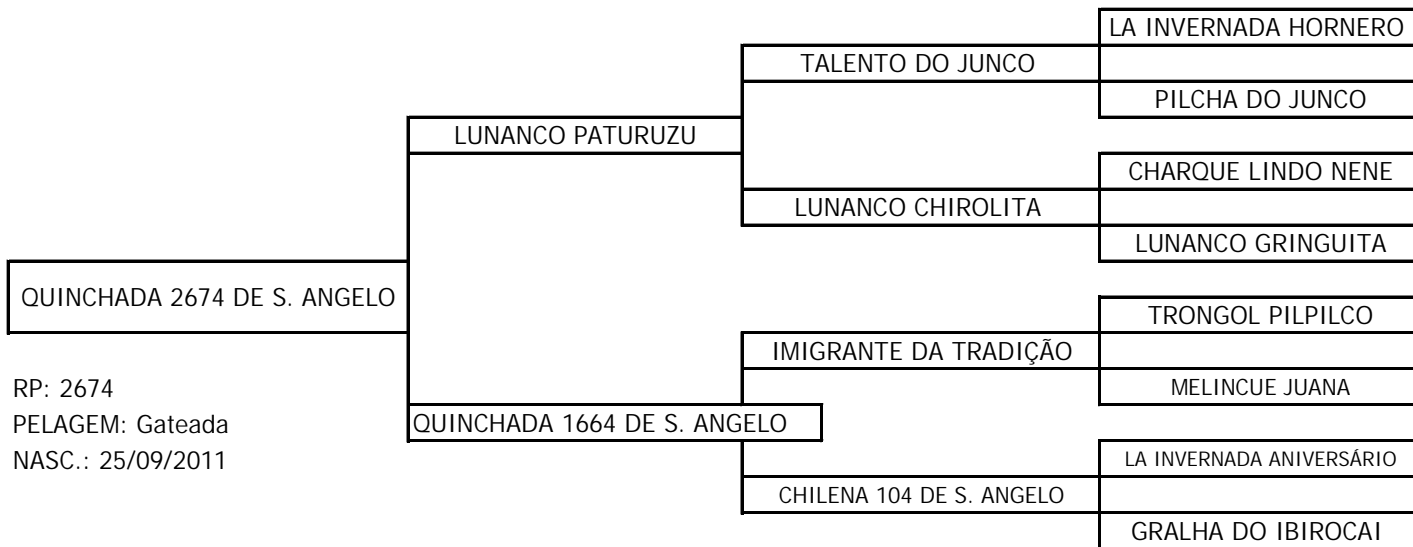 LA INVERNADA HORNERO
TALENTO DO JUNCO
PILCHA DO JUNCO
LUNANCO PATURUZU
CHARQUE LINDO NENE
LUNANCO CHIROLITA
LUNANCO GRINGUITA
QUINCHADA 2674 DE S. ANGELO
TRONGOL PILPILCO
IMIGRANTE DA TRADIÇÃO
RP: 2674
MELINCUE JUANA
PELAGEM: Gateada
QUINCHADA 1664 DE S. ANGELO
NASC.: 25/09/2011
LA INVERNADA ANIVERSÁRIO
CHILENA 104 DE S. ANGELO
GRALHA DO IBIROCAI